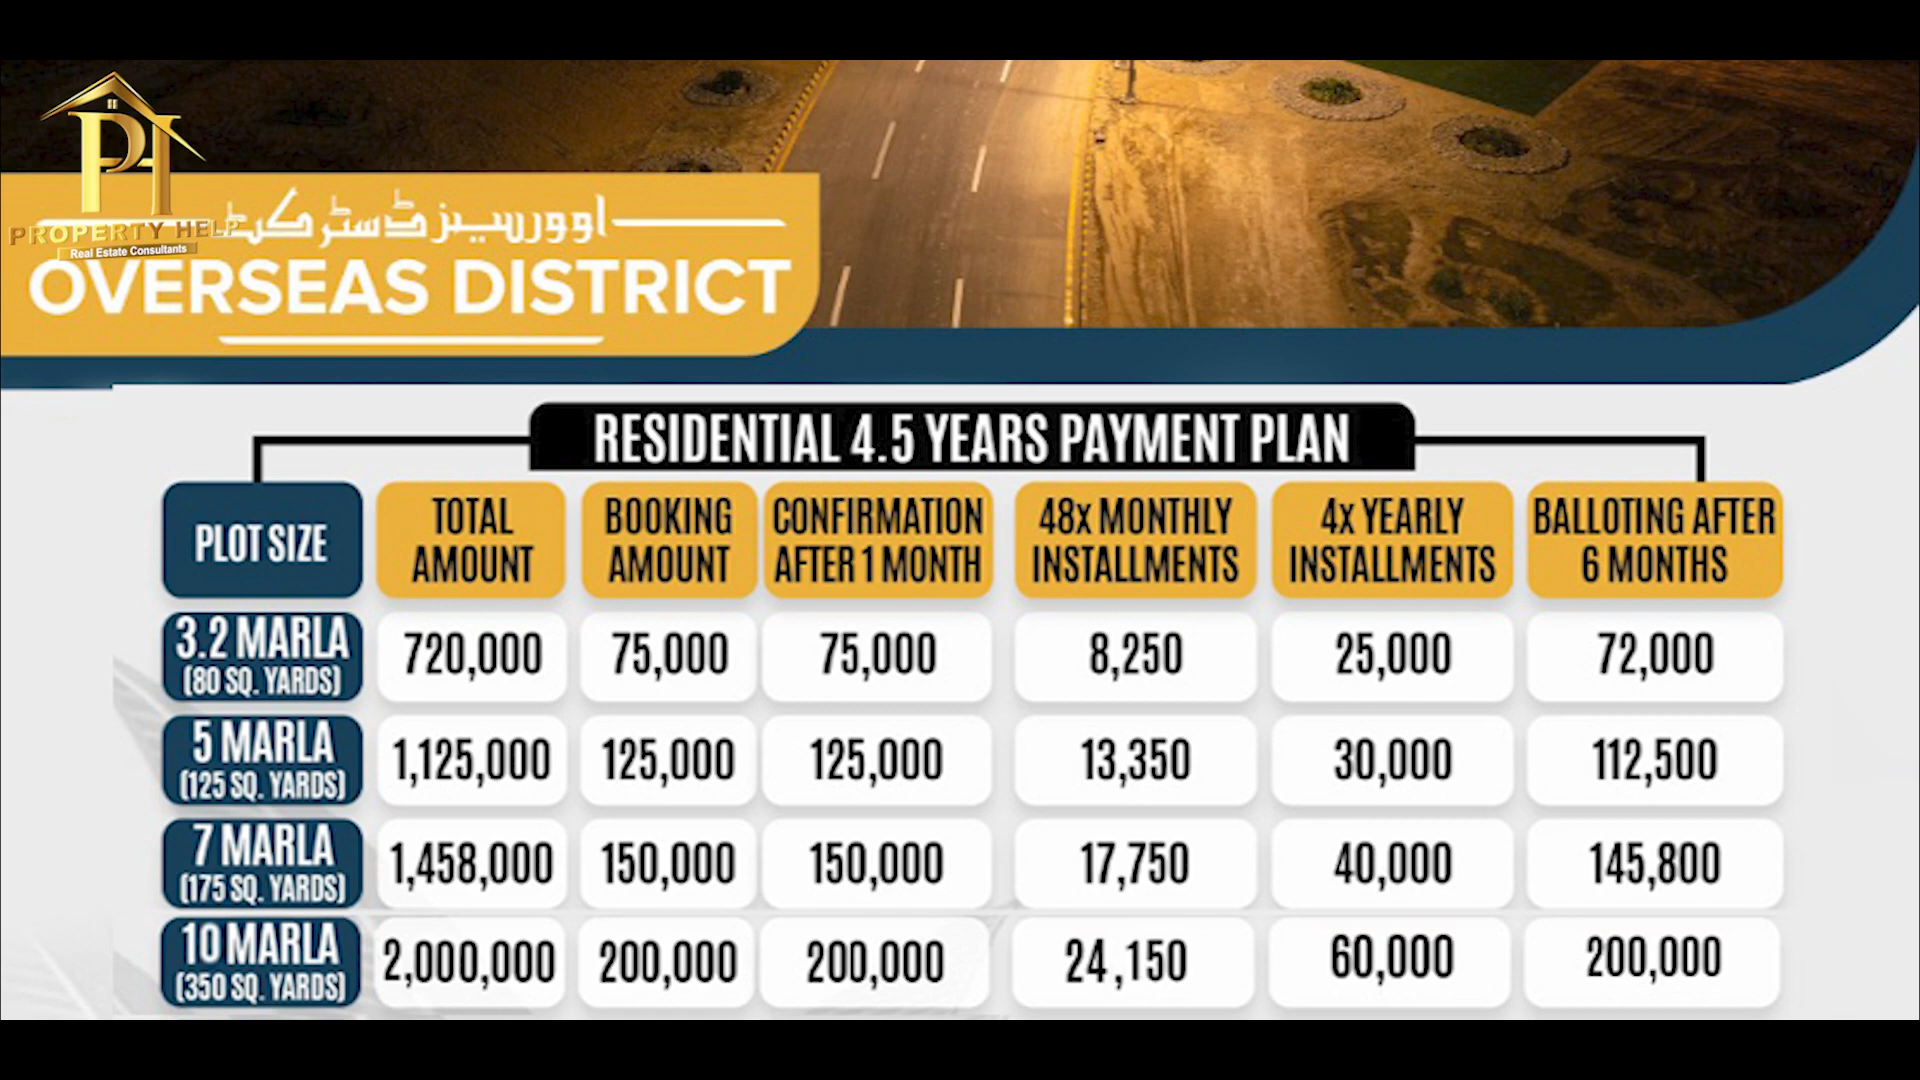 PH
PROPERTY HELP
Real Estate Consultants
اوورسیز ڈسٹرکٹ
OVERSEAS DISTRICT
RESIDENTIAL 4.5 YEARS PAYMENT PLAN
PLOT SIZE TOTAL AMOUNT BOOKING AMOUNT CONFIRMATION AFTER 1 MONTH 48x MONTHLY INSTALLMENTS 4x YEARLY INSTALLMENTS BALLOTING AFTER 6 MONTHS
3.2 MARLA (80 SQ. YARDS) 720,000 75,000 75,000 8,250 25,000 72,000
5 MARLA (125 SQ. YARDS) 1,125,000 125,000 125,000 13,350 30,000 112,500
7 MARLA (175 SQ. YARDS) 1,458,000 150,000 150,000 17,750 40,000 145,800
10 MARLA (350 SQ. YARDS) 2,000,000 200,000 200,000 24,150 60,000 200,000